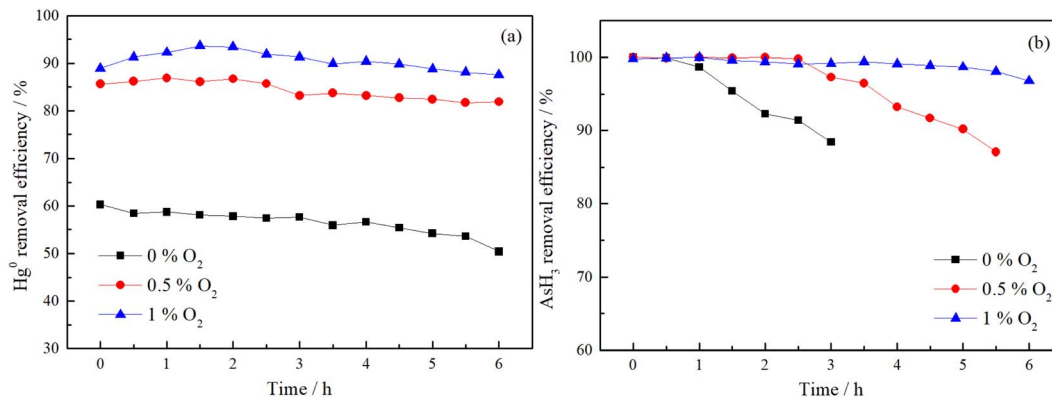 (a)
Hg⁰ removal efficiency / %
100
90
80
70
60
50
40
30
0 % O₂
0.5 % O₂
1 % O₂
0 1 2 3 4 5 6
Time / h
(b)
AsH₃ removal efficiency / %
100
90
80
70
60
0 % O₂
0.5 % O₂
1 % O₂
0 1 2 3 4 5 6
Time / h